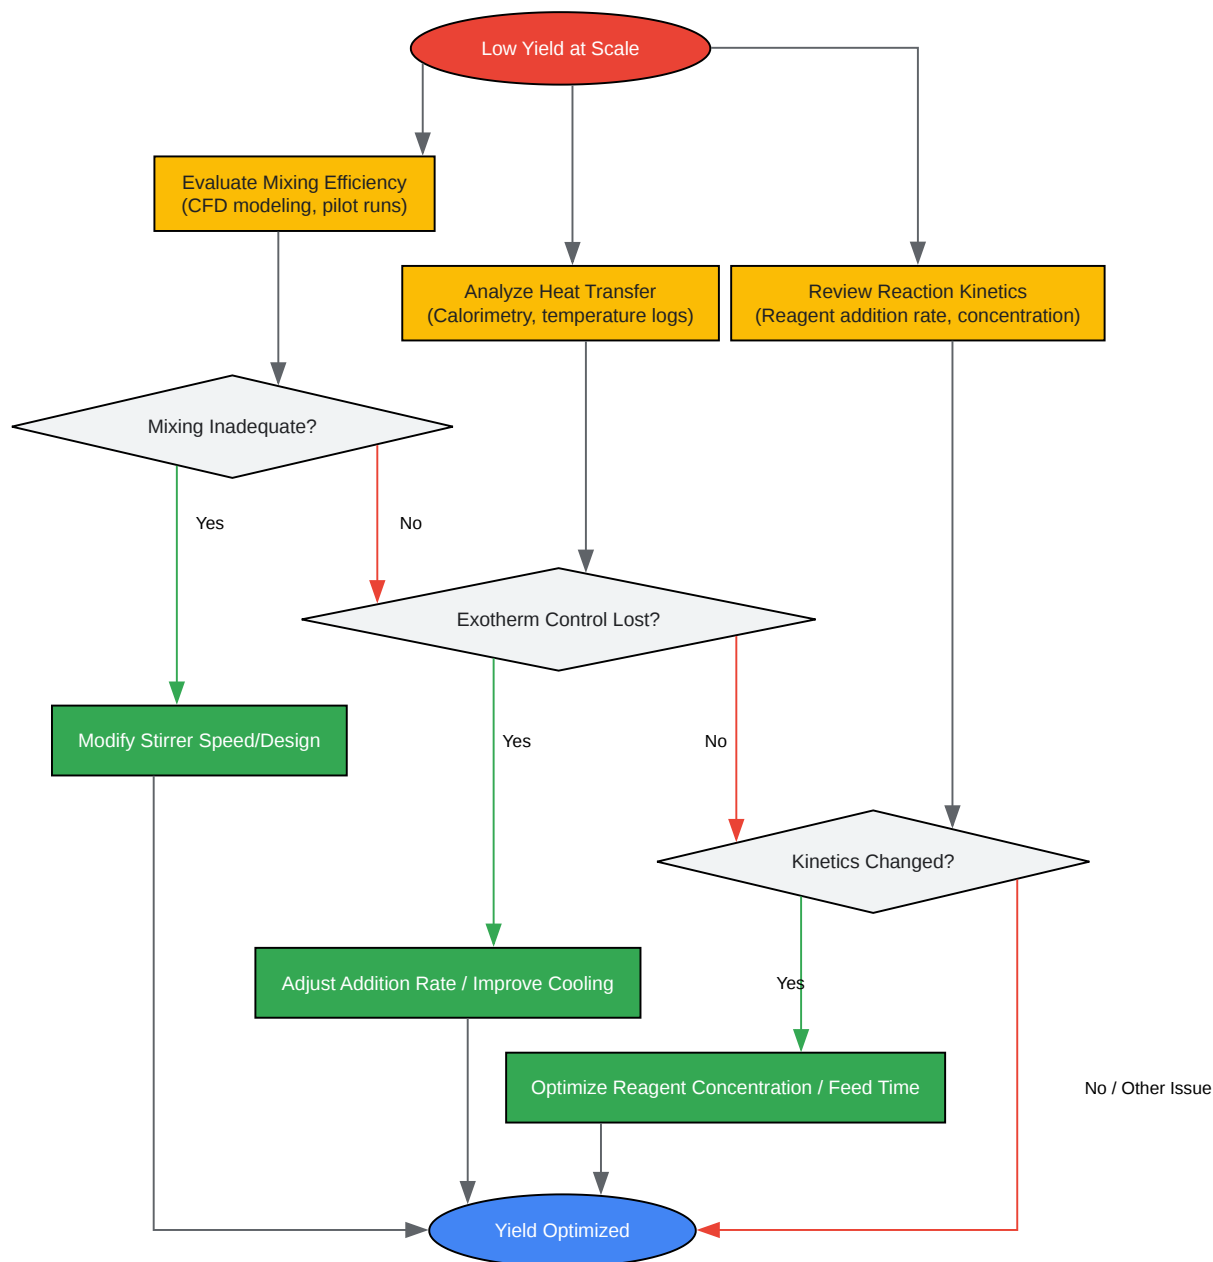 Low Yield at Scale
Evaluate Mixing Efficiency
(CFD modeling, pilot runs)
Analyze Heat Transfer
(Calorimetry, temperature logs)
Review Reaction Kinetics
(Reagent addition rate, concentration)
Mixing Inadequate?
Yes
No
Exotherm Control Lost?
Modify Stirrer Speed/Design
Yes
No
Kinetics Changed?
Adjust Addition Rate / Improve Cooling
Yes
Optimize Reagent Concentration / Feed Time
No / Other Issue
Yield Optimized